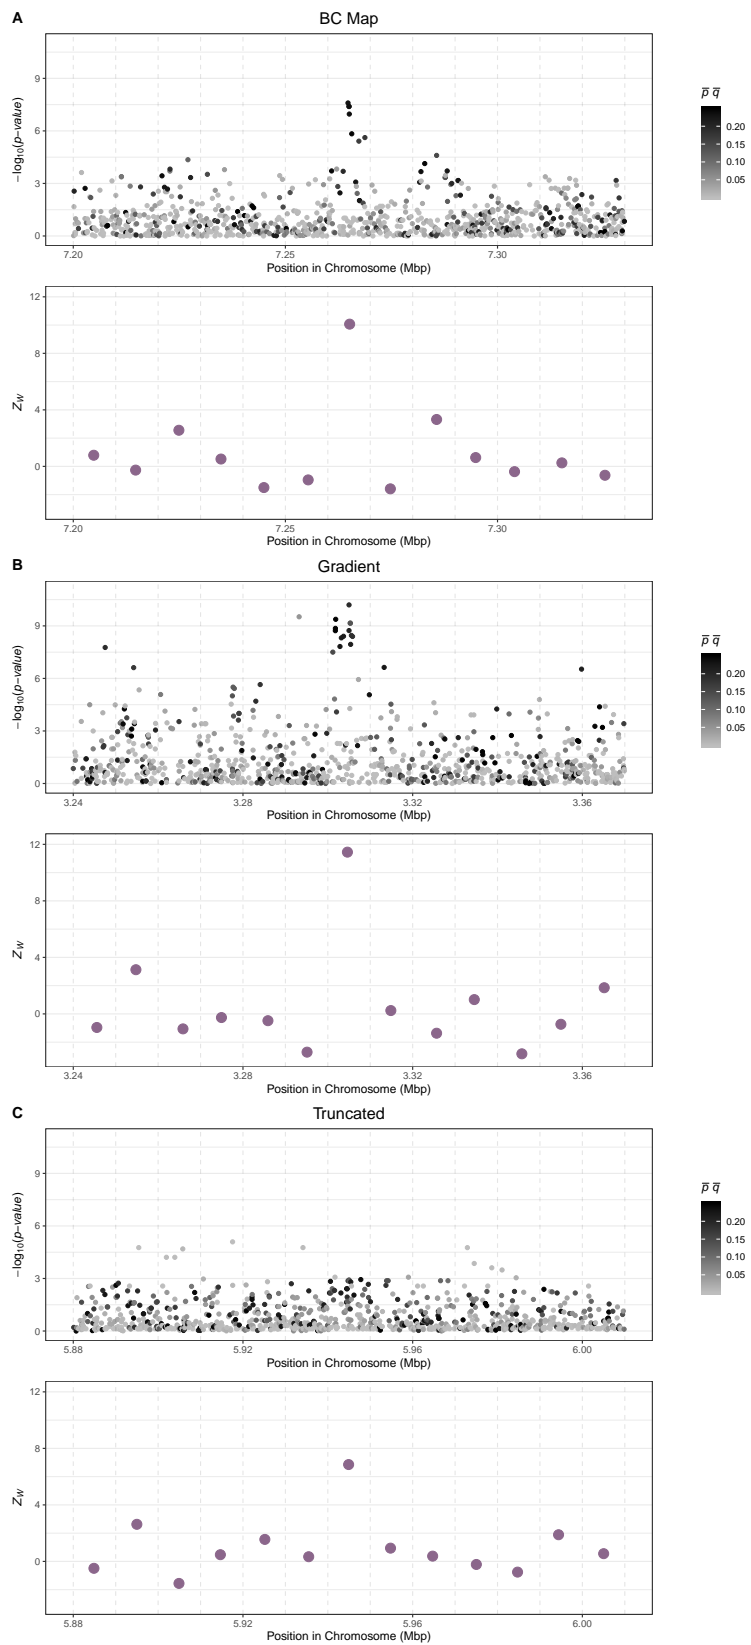 A
BC Map
p̅ q̅
−log10(p−value)
9
6
3
0
0.20
0.15
0.10
0.05
7.20
7.25
7.30
Position in Chromosome (Mbp)
ZW
12
8
4
0
7.20
7.25
7.30
Position in Chromosome (Mbp)
B
Gradient
p̅ q̅
−log10(p−value)
9
6
3
0
0.20
0.15
0.10
0.05
3.24
3.28
3.32
3.36
Position in Chromosome (Mbp)
ZW
12
8
4
0
3.24
3.28
3.32
3.36
Position in Chromosome (Mbp)
C
Truncated
p̅ q̅
−log10(p−value)
9
6
3
0
0.20
0.15
0.10
0.05
5.88
5.92
5.96
6.00
Position in Chromosome (Mbp)
ZW
12
8
4
0
5.88
5.92
5.96
6.00
Position in Chromosome (Mbp)